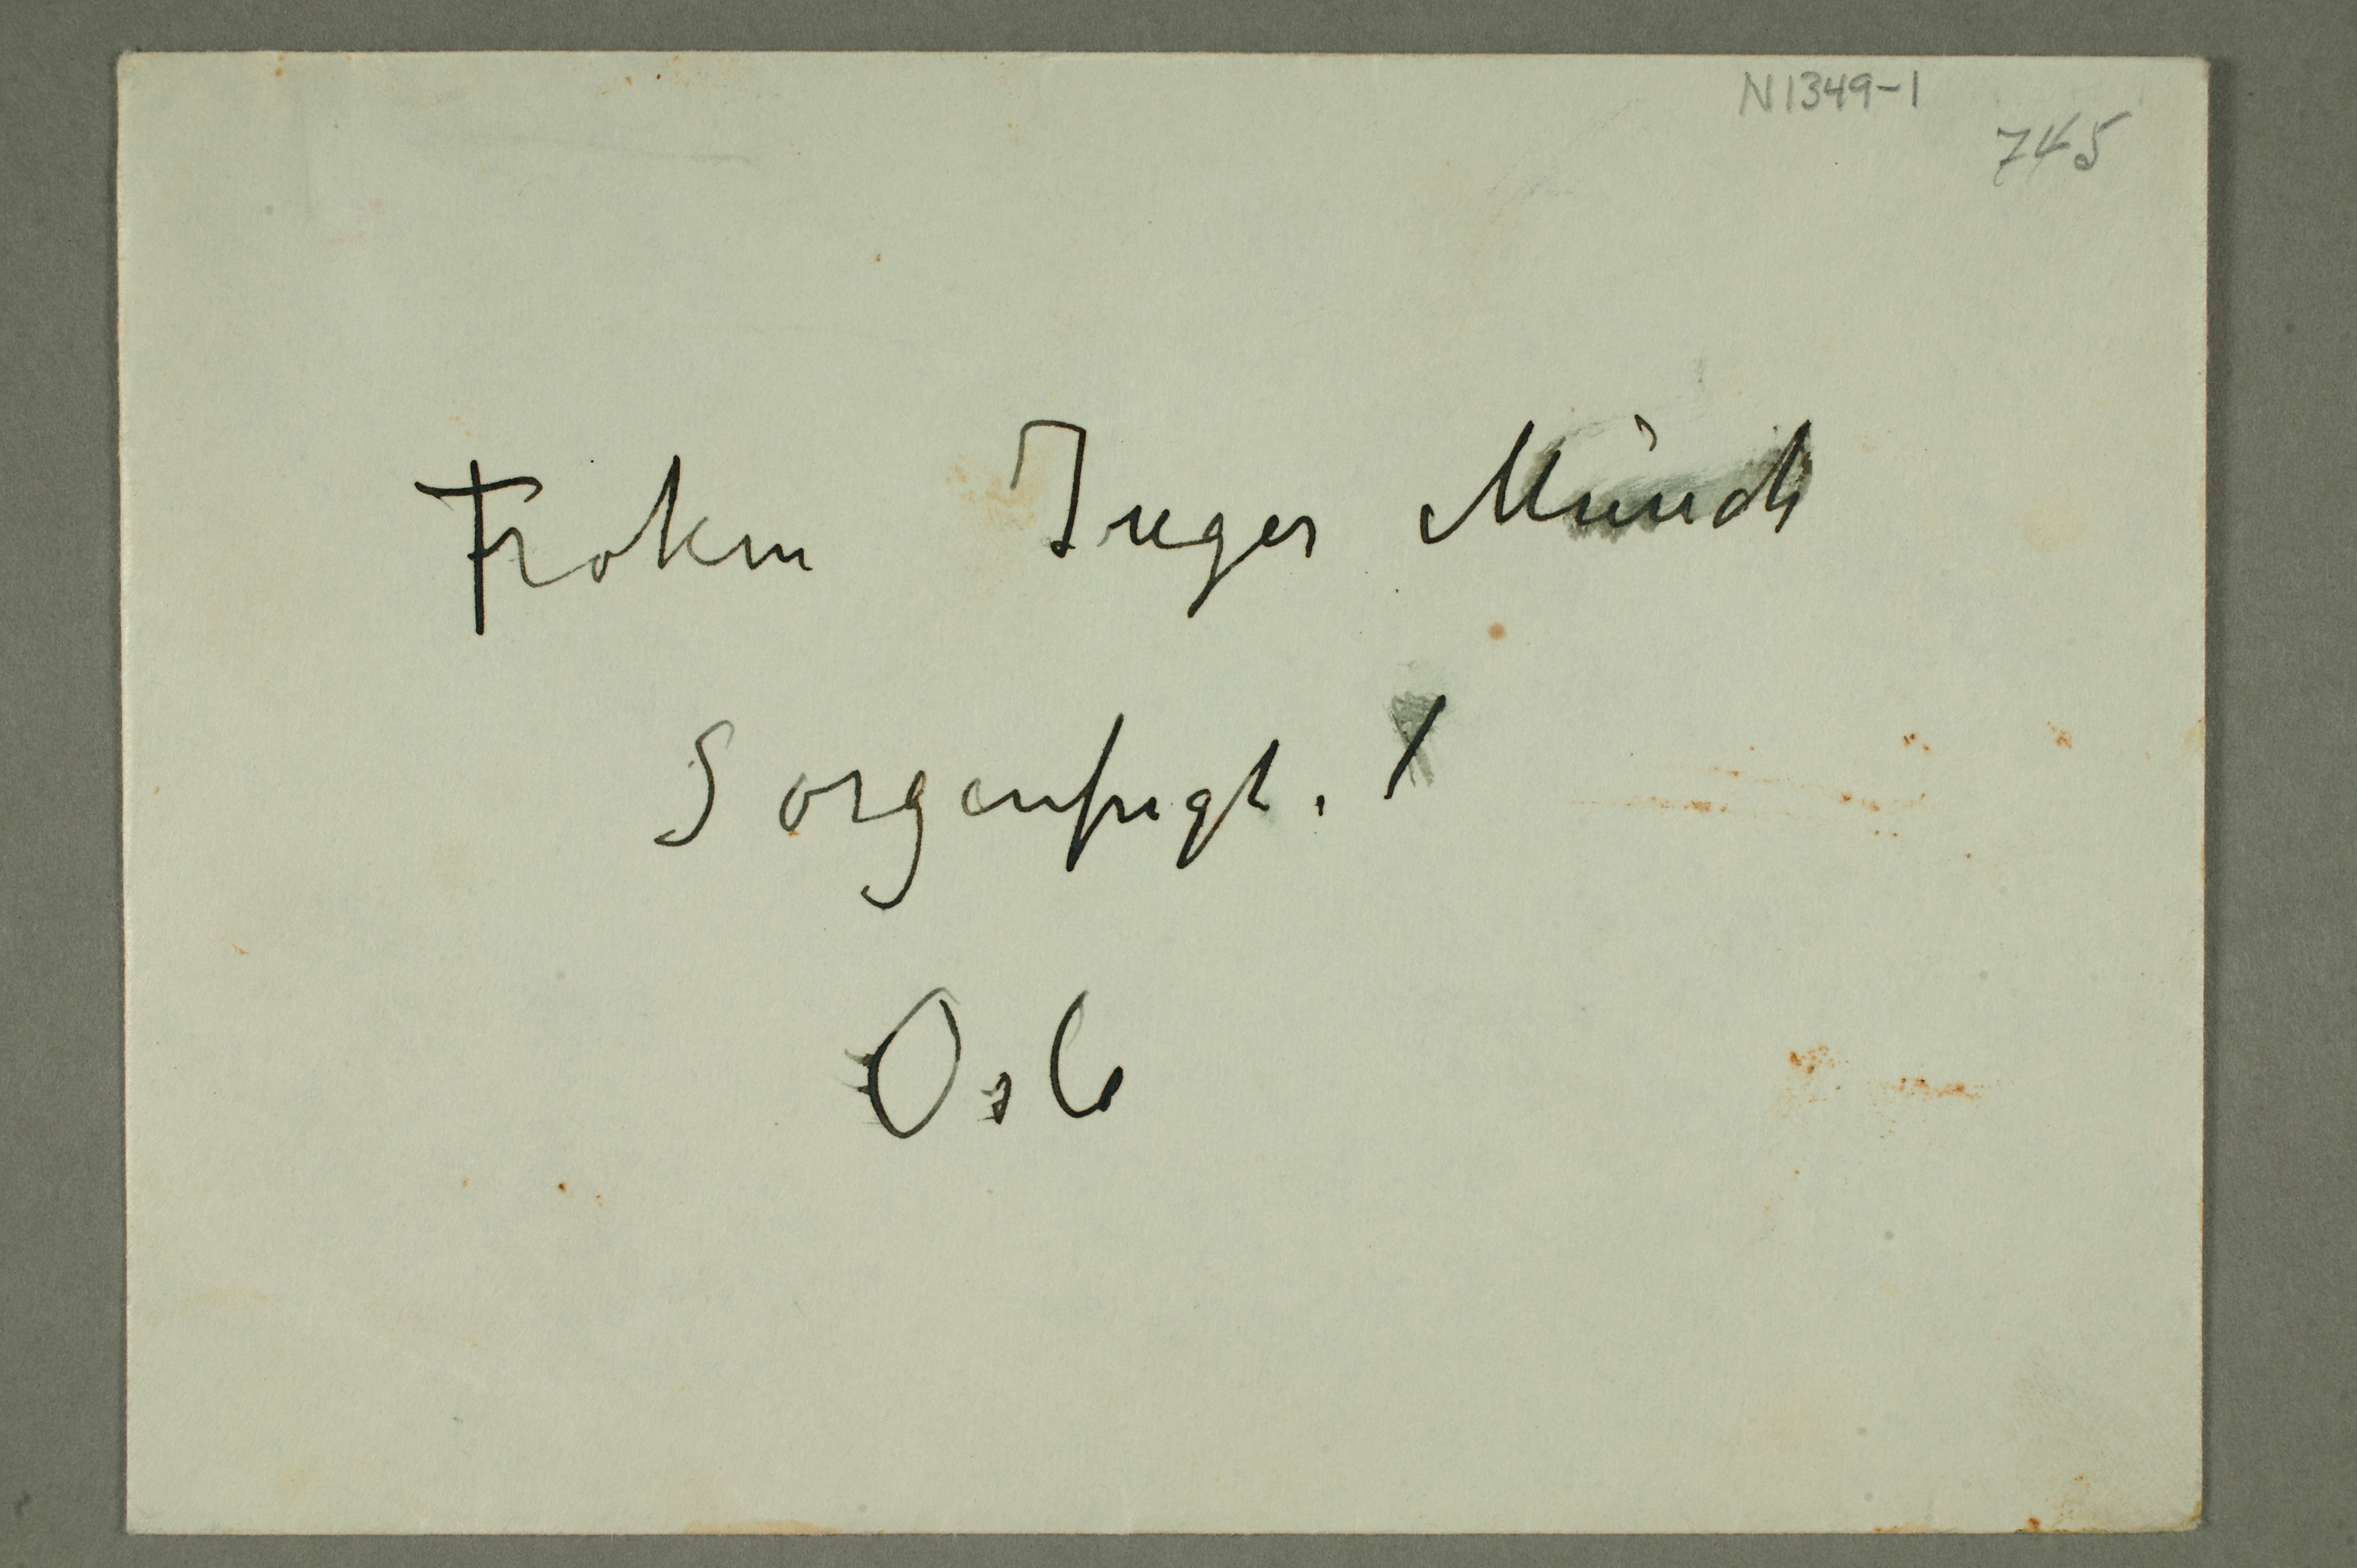 N1349-1
745
Frøken Inger Munch
Sorgenfrigt. 1
Oslo